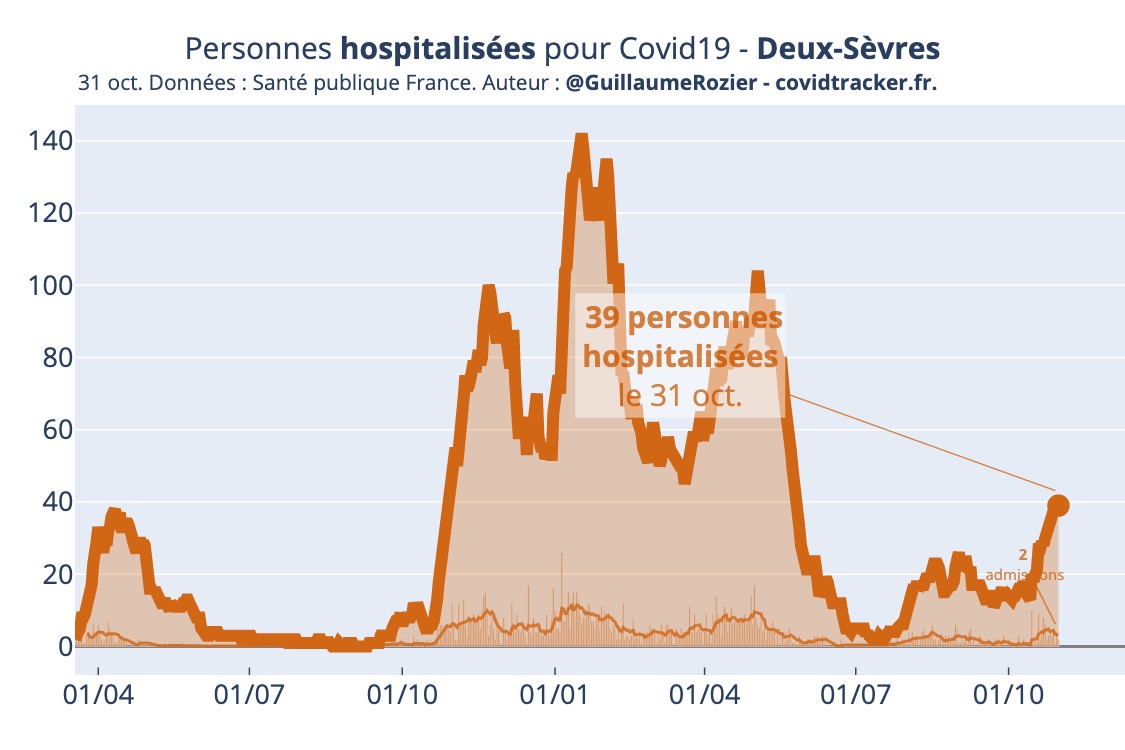 Personnes hospitalisées pour Covid19 - Deux-Sèvres
31 oct. Données : Santé publique France. Auteur : @GuillaumeRozier - covidtracker.fr.
140
120
100
80
60
40
20
0
39 personnes
hospitalisées
le 31 oct.
2
admissions
01/04
01/07
01/10
01/01
01/04
01/07
01/10